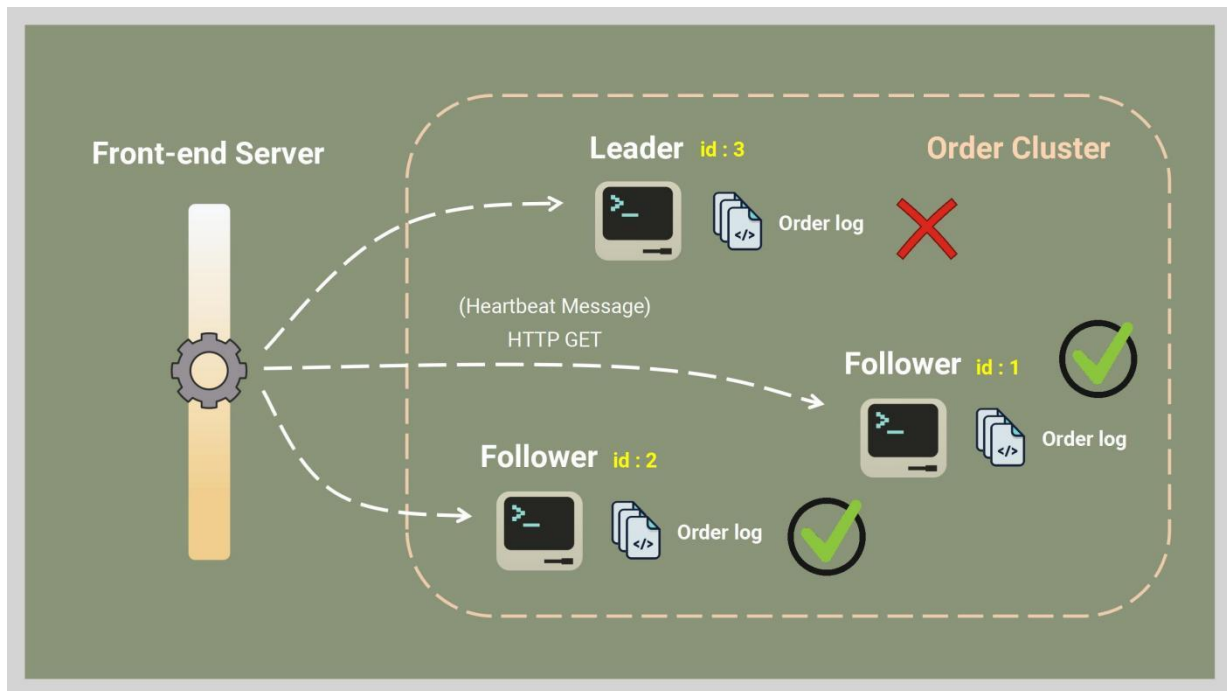 Front-end Server
Leader id : 3
Order Cluster
>_
</>
Order log
(Heartbeat Message)
HTTP GET
Follower id : 1
>_
</>
Order log
Follower id : 2
>_
</>
Order log